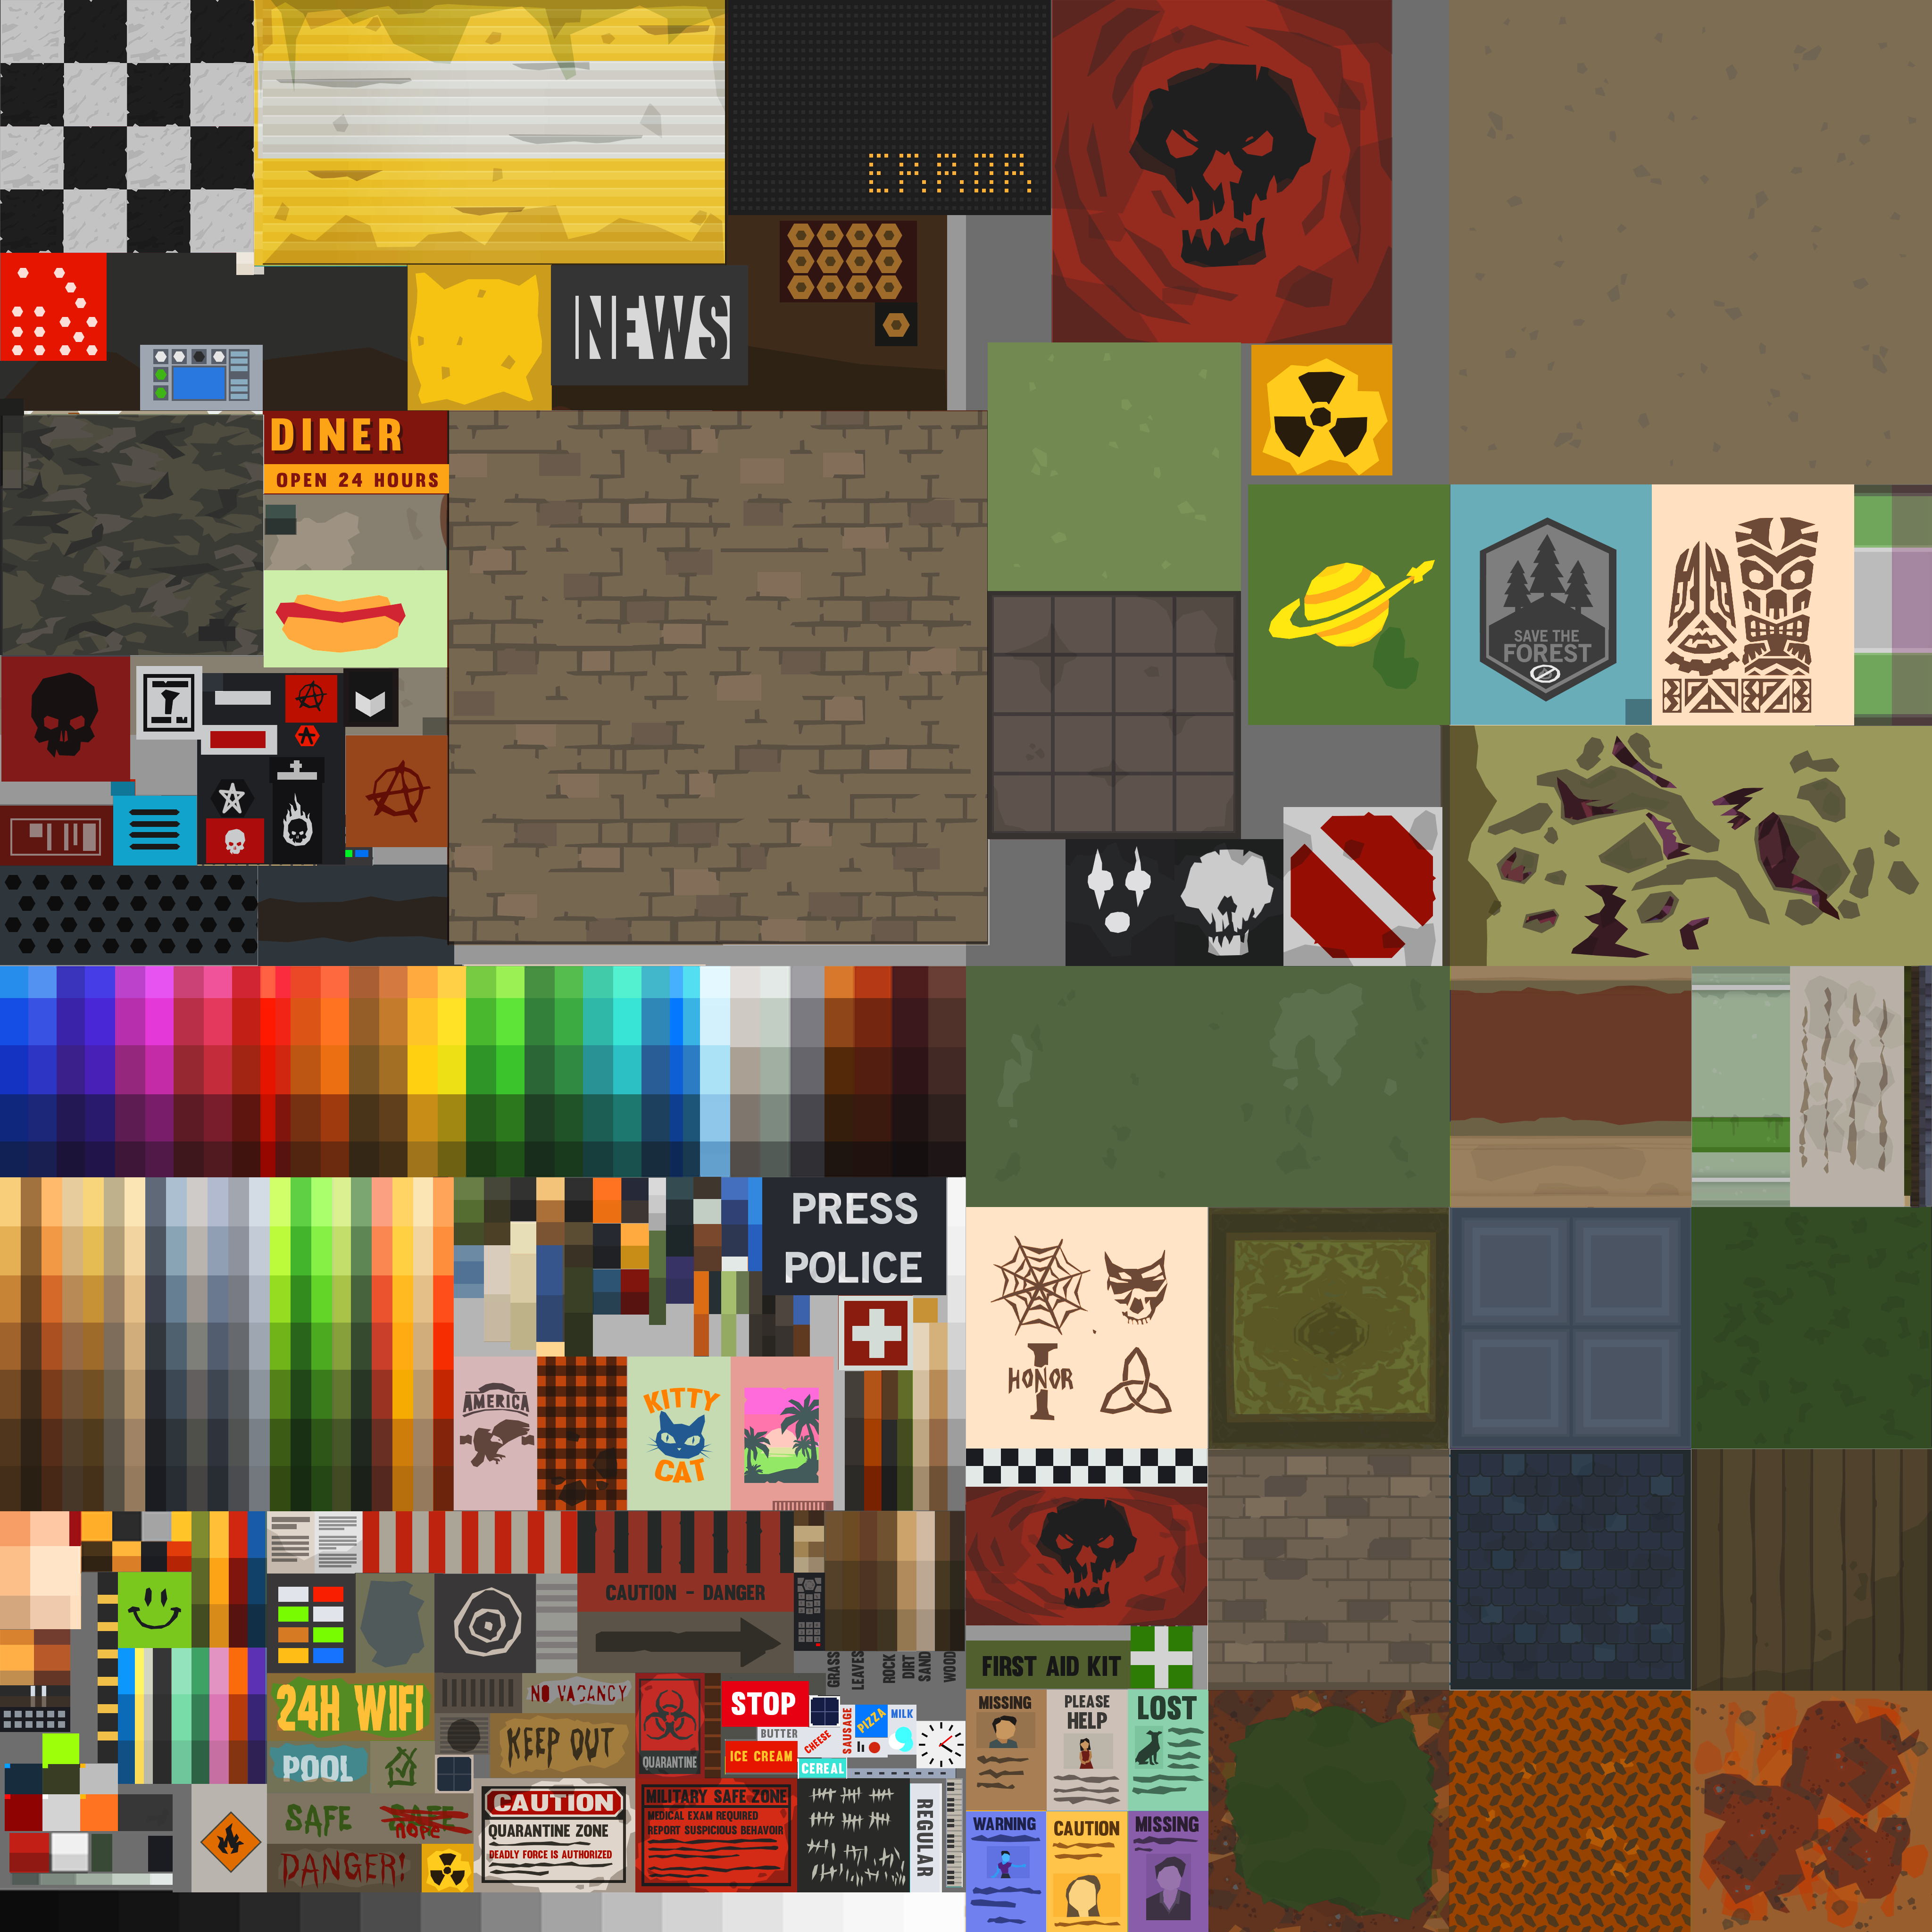 ERROR
NEWS
DINER
OPEN 24 HOURS
SAVE THE
FOREST
PRESS
POLICE
AMERICA
KITTY
CAT
HONOR
CAUTION - DANGER
GRASS
LEAVES
ROCK
DIRT
SAND
WOOD
FIRST AID KIT
24H WIFI
NO VACANCY
KEEP OUT
POOL
QUARANTINE
STOP
BUTTER
ICE CREAM
CHEESE
SAUSAGE
PIZZA
MILK
CEREAL
SAFE
SAFE
nope
DANGER!
CAUTION
QUARANTINE ZONE
DEADLY FORCE IS AUTHORIZED
MILITARY SAFE ZONE
MEDICAL EXAM REQUIRED
REPORT SUSPICIOUS BEHAVOIR
REGULAR
MISSING
PLEASE
HELP
LOST
WARNING
CAUTION
MISSING